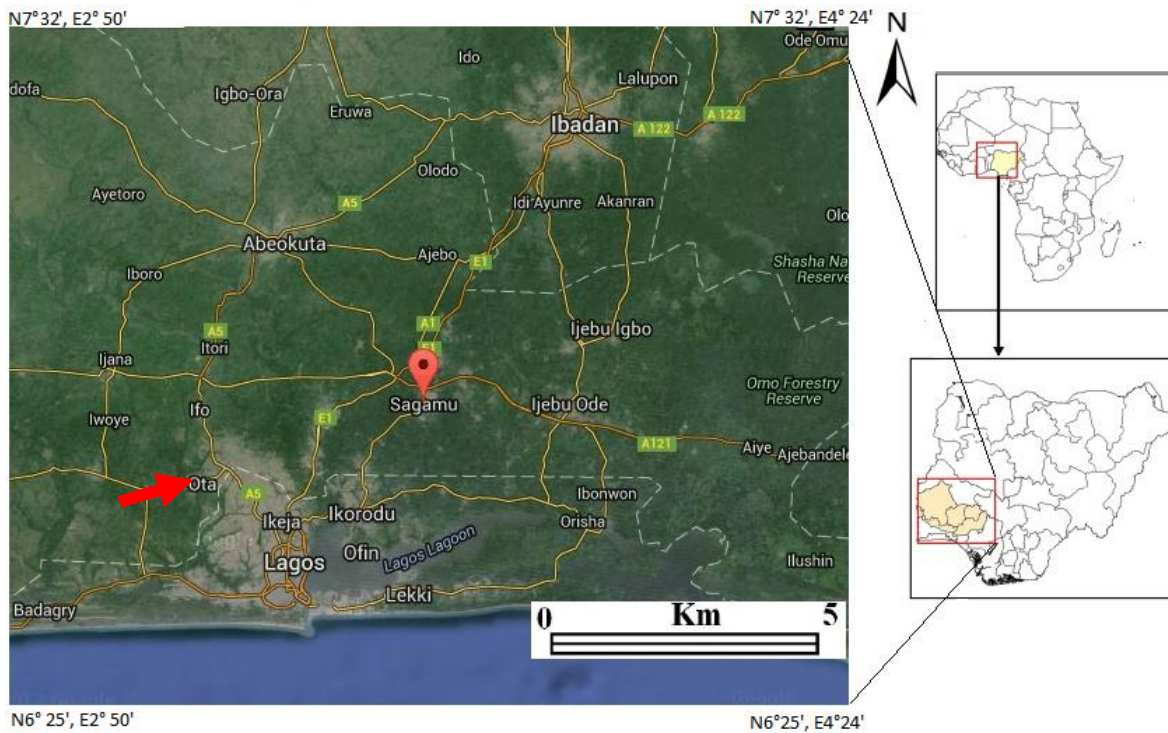 N7° 32', E2° 50'
N7° 32', E4° 24'
N
Ode Omu
Ido
Lalupon
dofa
Igbo-Ora
Eruwa
Ibadan
A 122
A 122
Olodo
Ayetoro
A5
Idi Ayunre
Akanran
Olo
Abeokuta
Ajebo
E1
Shasha Na
Reserve
Iboro
A1
E1
A5
Itori
Ijebu Igbo
Ijana
Sagamu
Ijebu Ode
Omo Forestry
Reserve
Ifo
Iwoye
E1
A121
Aiye
Ajebandele
Ota
A5
Ibonwon
Ikeja
Ikorodu
Orisha
Ofin
Lagos Lagoon
Lagos
Ilushin
Lekki
Badagry
0
Km
5
N6° 25', E2° 50'
N6°25', E4°24'